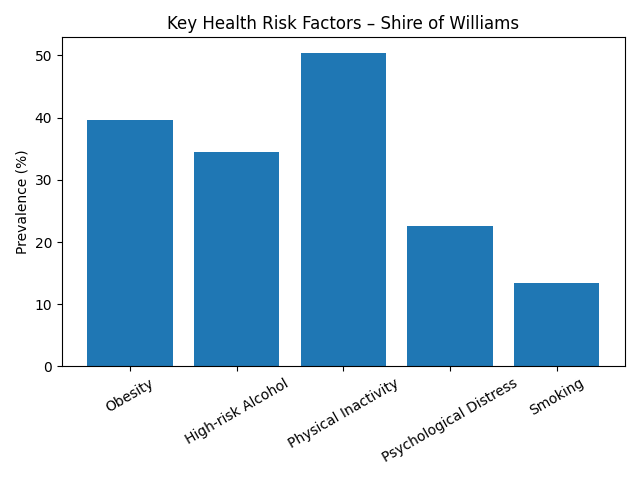 Key Health Risk Factors – Shire of Williams
Prevalence (%)
50
40
30
20
10
0
Obesity
High-risk Alcohol
Physical Inactivity
Psychological Distress
Smoking